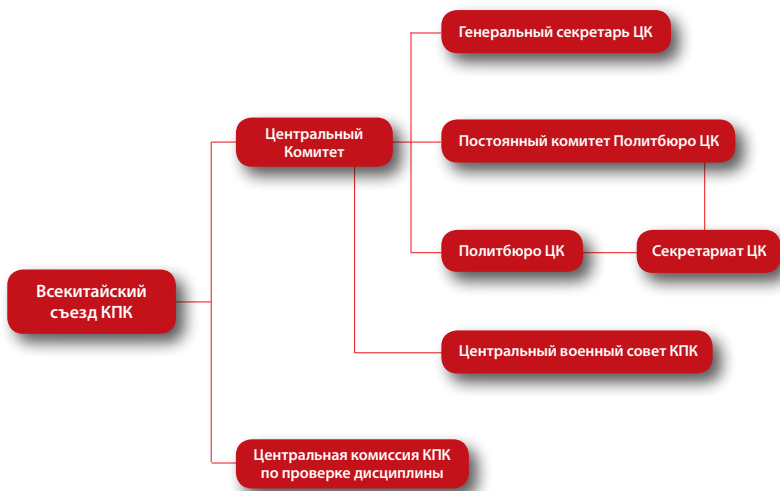 Генеральный секретарь ЦК
Центральный
Комитет
Постоянный комитет Политбюро ЦК
Политбюро ЦК
Секретариат ЦК
Всекитайский
съезд КПК
Центральный военный совет КПК
Центральная комиссия КПК
по проверке дисциплины